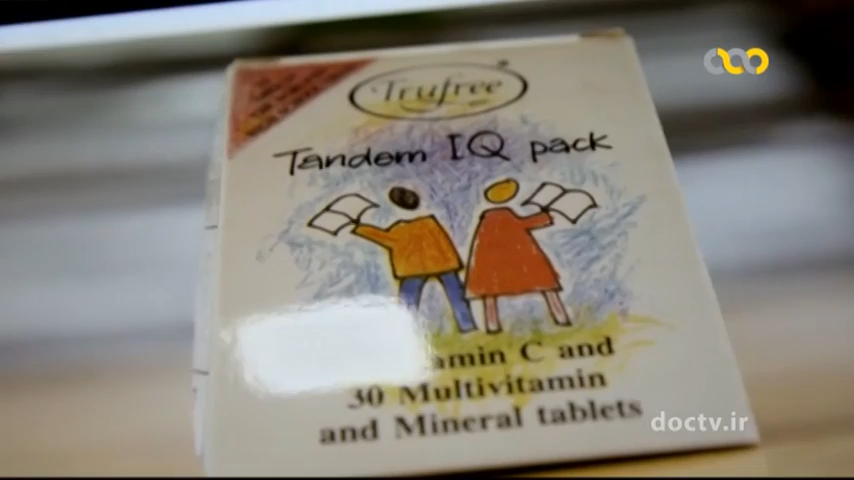 Trufree
Tandem IQ pack
amin C and
30 Multivitamin
and Mineral tablets
doctv.ir